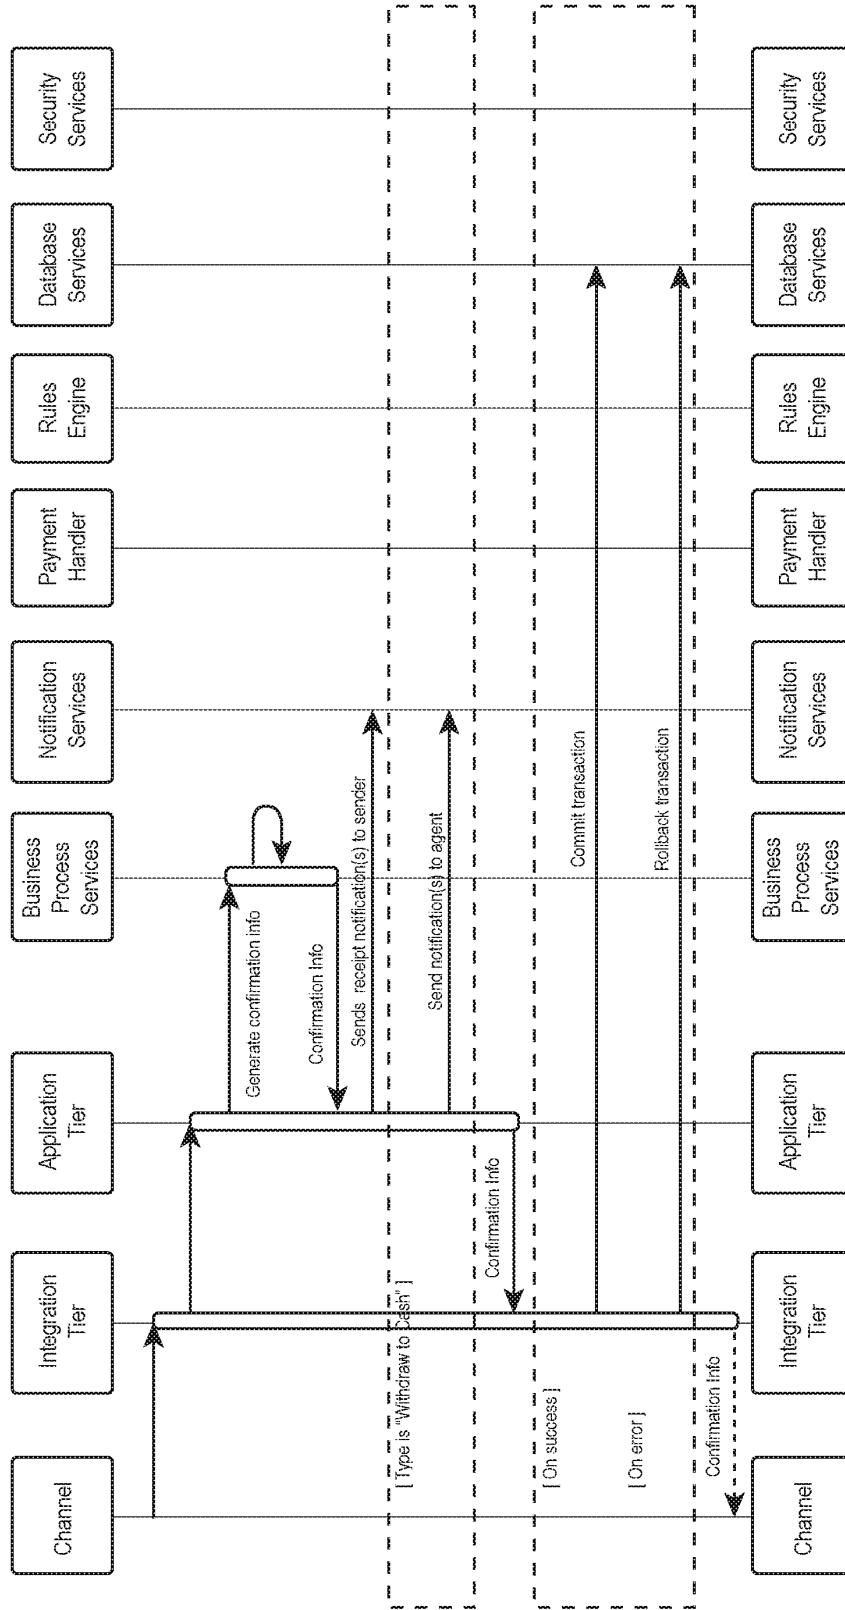 Channel
Integration
Tier
Application
Tier
Business
Process
Services
Notification
Services
Payment
Handler
Rules
Engine
Database
Services
Security
Services
Generate confirmation info
Confirmation Info
Sends receipt notification(s) to sender
[ Type is "Withdraw to Cash" ]
Send notification(s) to agent
Confirmation Info
[ On success ]
Commit transaction
[ On error ]
Rollback transaction
Confirmation Info
Channel
Integration
Tier
Application
Tier
Business
Process
Services
Notification
Services
Payment
Handler
Rules
Engine
Database
Services
Security
Services